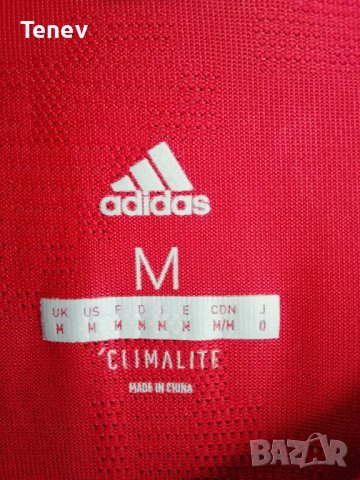 Tenev
adidas
M
UK US F D I E CDN J
M M M M M M M/M O
CLIMALITE
MADE IN CHINA
BAZAR